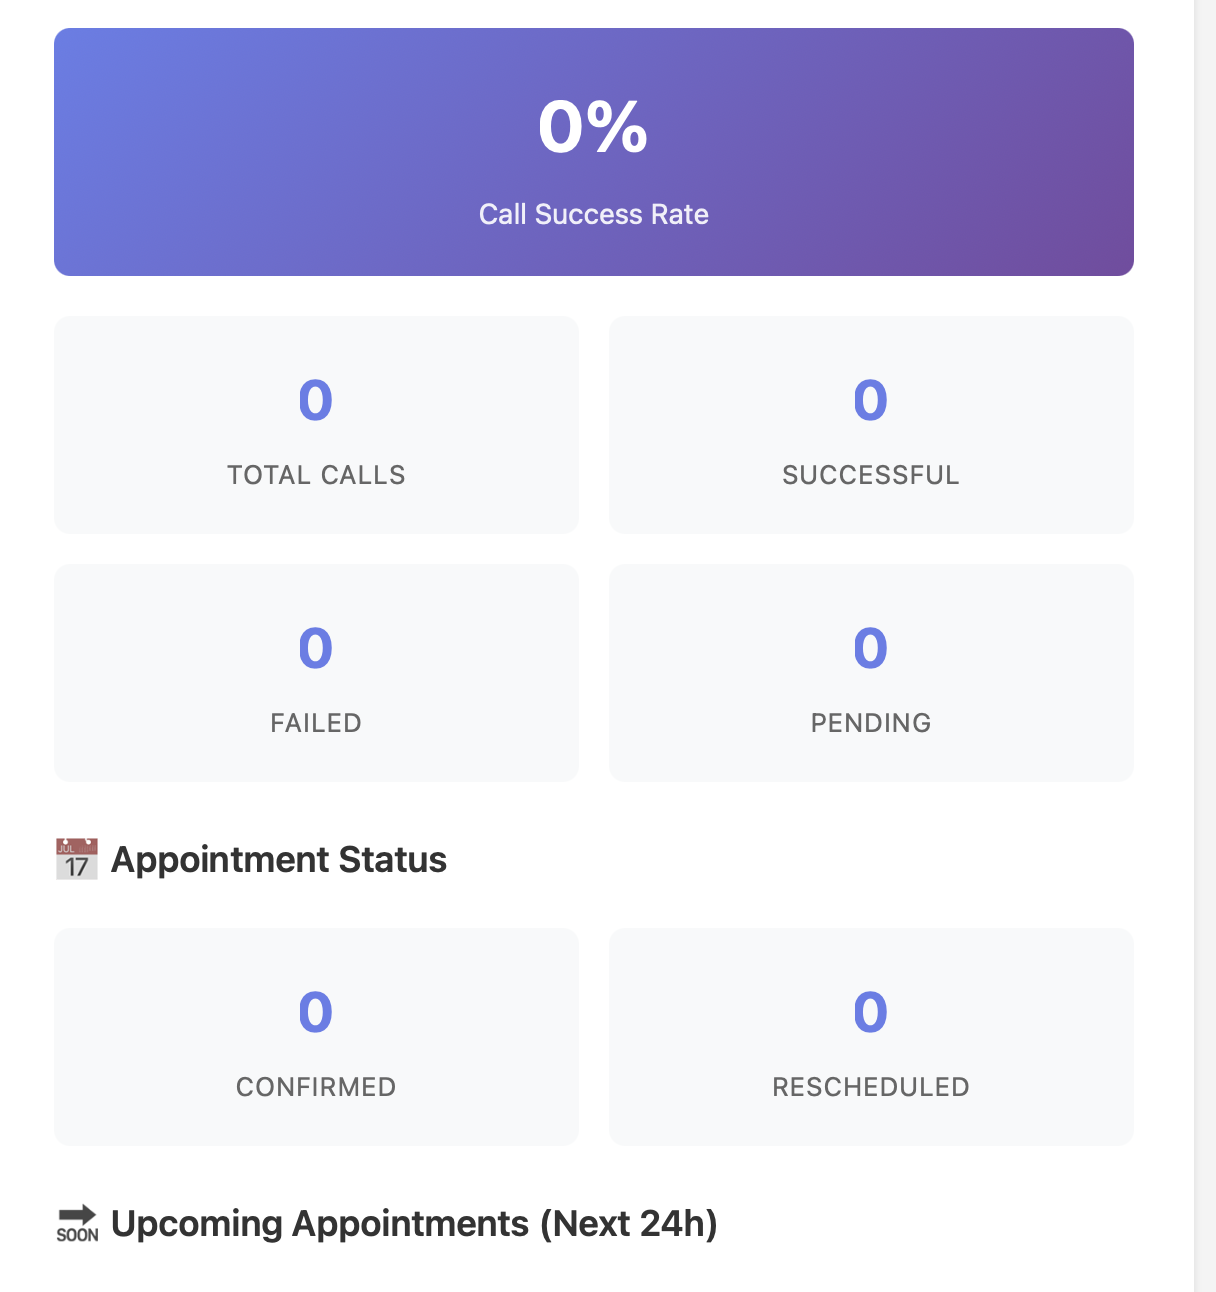 0%
Call Success Rate
0
TOTAL CALLS
0
SUCCESSFUL
0
FAILED
0
PENDING
JUL
17
Appointment Status
0
CONFIRMED
0
RESCHEDULED
SOON
Upcoming Appointments (Next 24h)